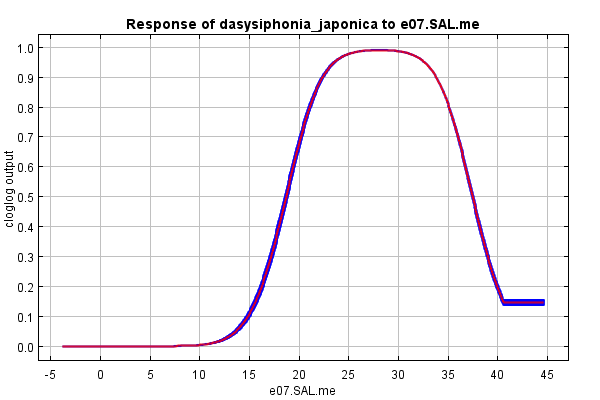 Response of dasysiphonia_japonica to e07.SAL.me
1.0
0.9
0.8
0.7
0.6
0.5
0.4
0.3
0.2
0.1
0.0
cloglog output
-5 0 5 10 15 20 25 30 35 40 45
e07.SAL.me